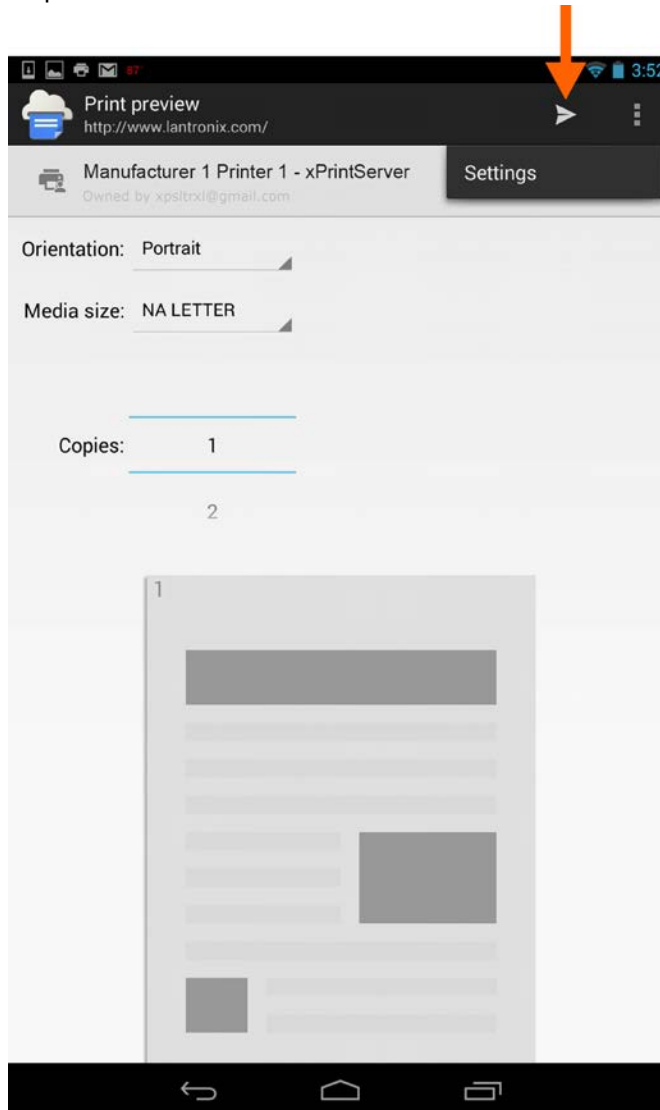 87°
3:52
Print preview
http://www.lantronix.com/
Manufacturer 1 Printer 1 - xPrintServer
Settings
Owned by xpsltrxl@gmail.com
Orientation: Portrait
Media size: NA LETTER
Copies: 1
2
1